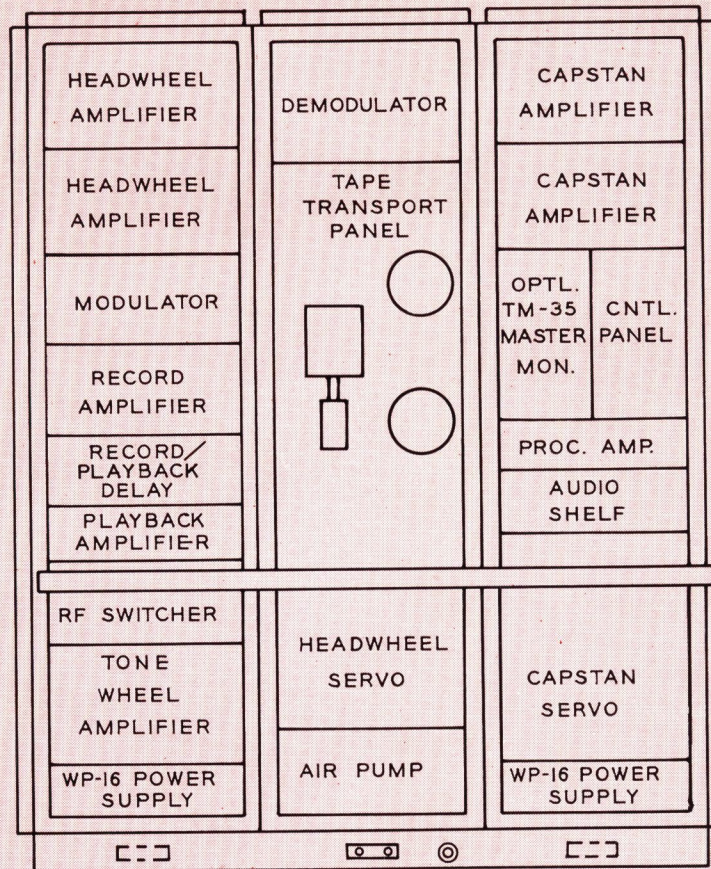 HEADWHEEL
AMPLIFIER
HEADWHEEL
AMPLIFIER
MODULATOR
RECORD
AMPLIFIER
RECORD/
PLAYBACK
DELAY
PLAYBACK
AMPLIFIER
RF SWITCHER
TONE
WHEEL
AMPLIFIER
WP-16 POWER
SUPPLY
DEMODULATOR
TAPE
TRANSPORT
PANEL
HEADWHEEL
SERVO
AIR PUMP
CAPSTAN
AMPLIFIER
CAPSTAN
AMPLIFIER
OPTL.
TM-35
MASTER
MON.
CNTL.
PANEL
PROC. AMP.
AUDIO
SHELF
CAPSTAN
SERVO
WP-16 POWER
SUPPLY